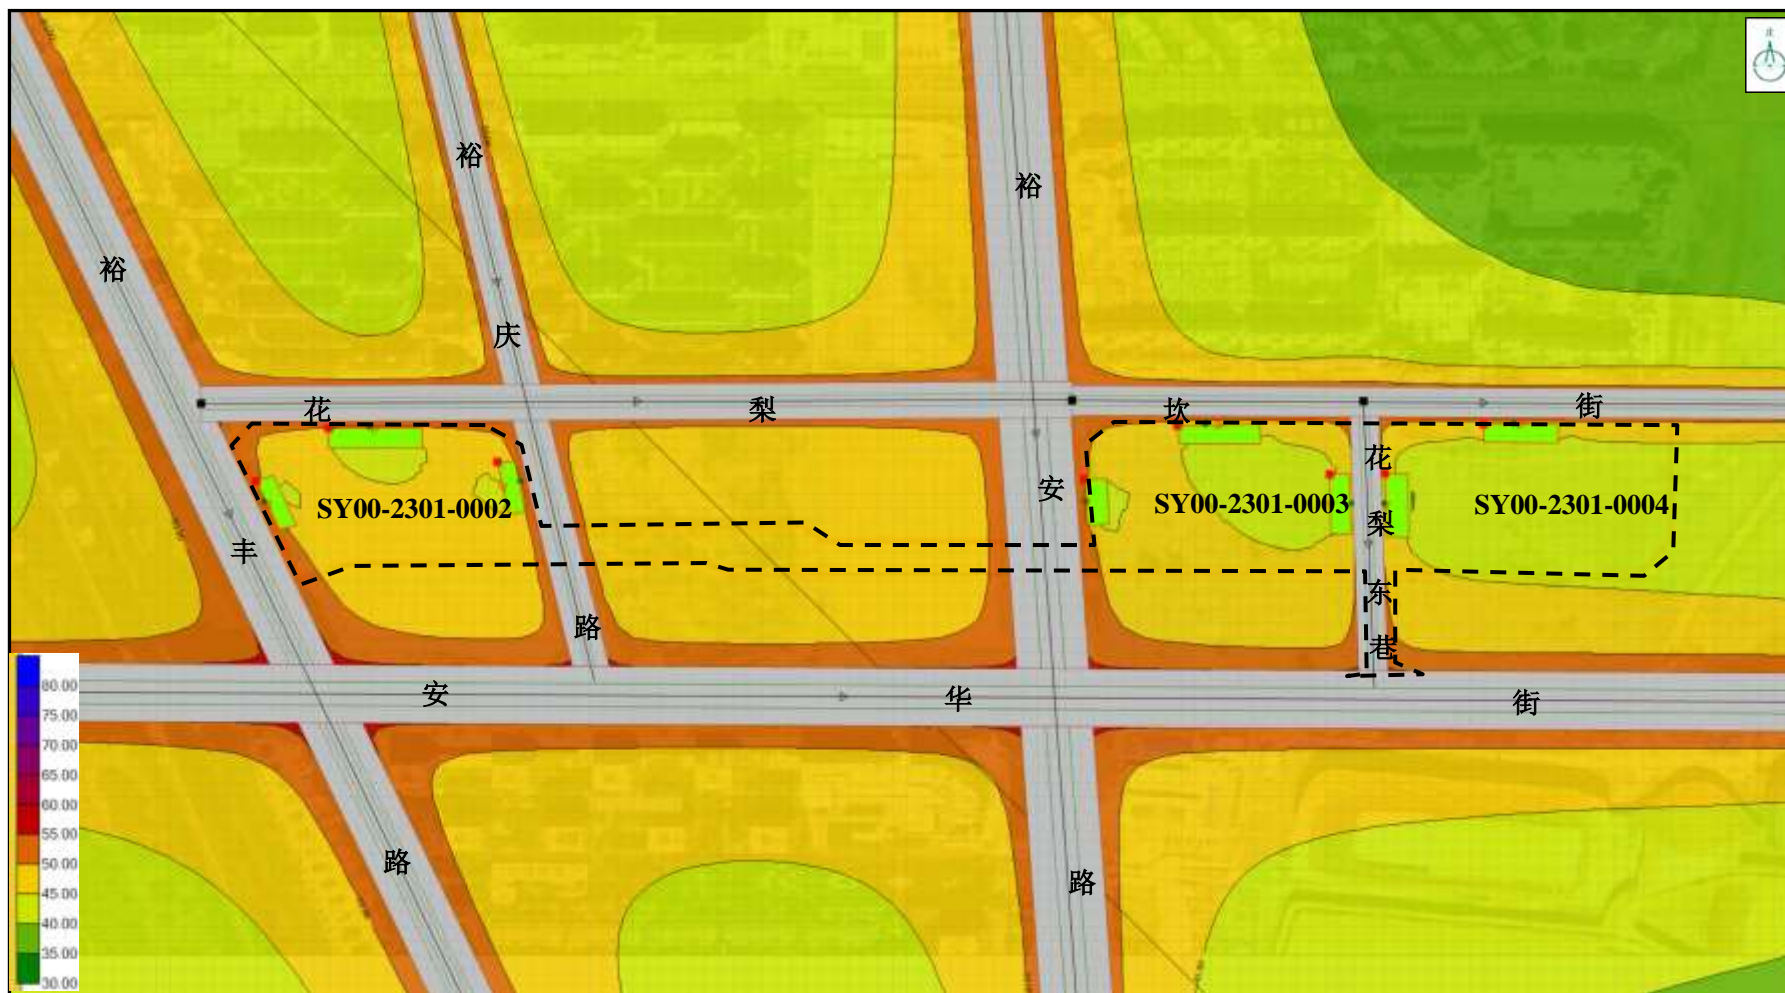 北
裕
裕
裕
裕
庆
丰
路
路
安
路
花
梨
坎
街
花
梨
东
巷
SY00-2301-0002
SY00-2301-0003
SY00-2301-0004
安
华
街
80.00
75.00
70.00
65.00
60.00
55.00
50.00
45.00
40.00
35.00
30.00